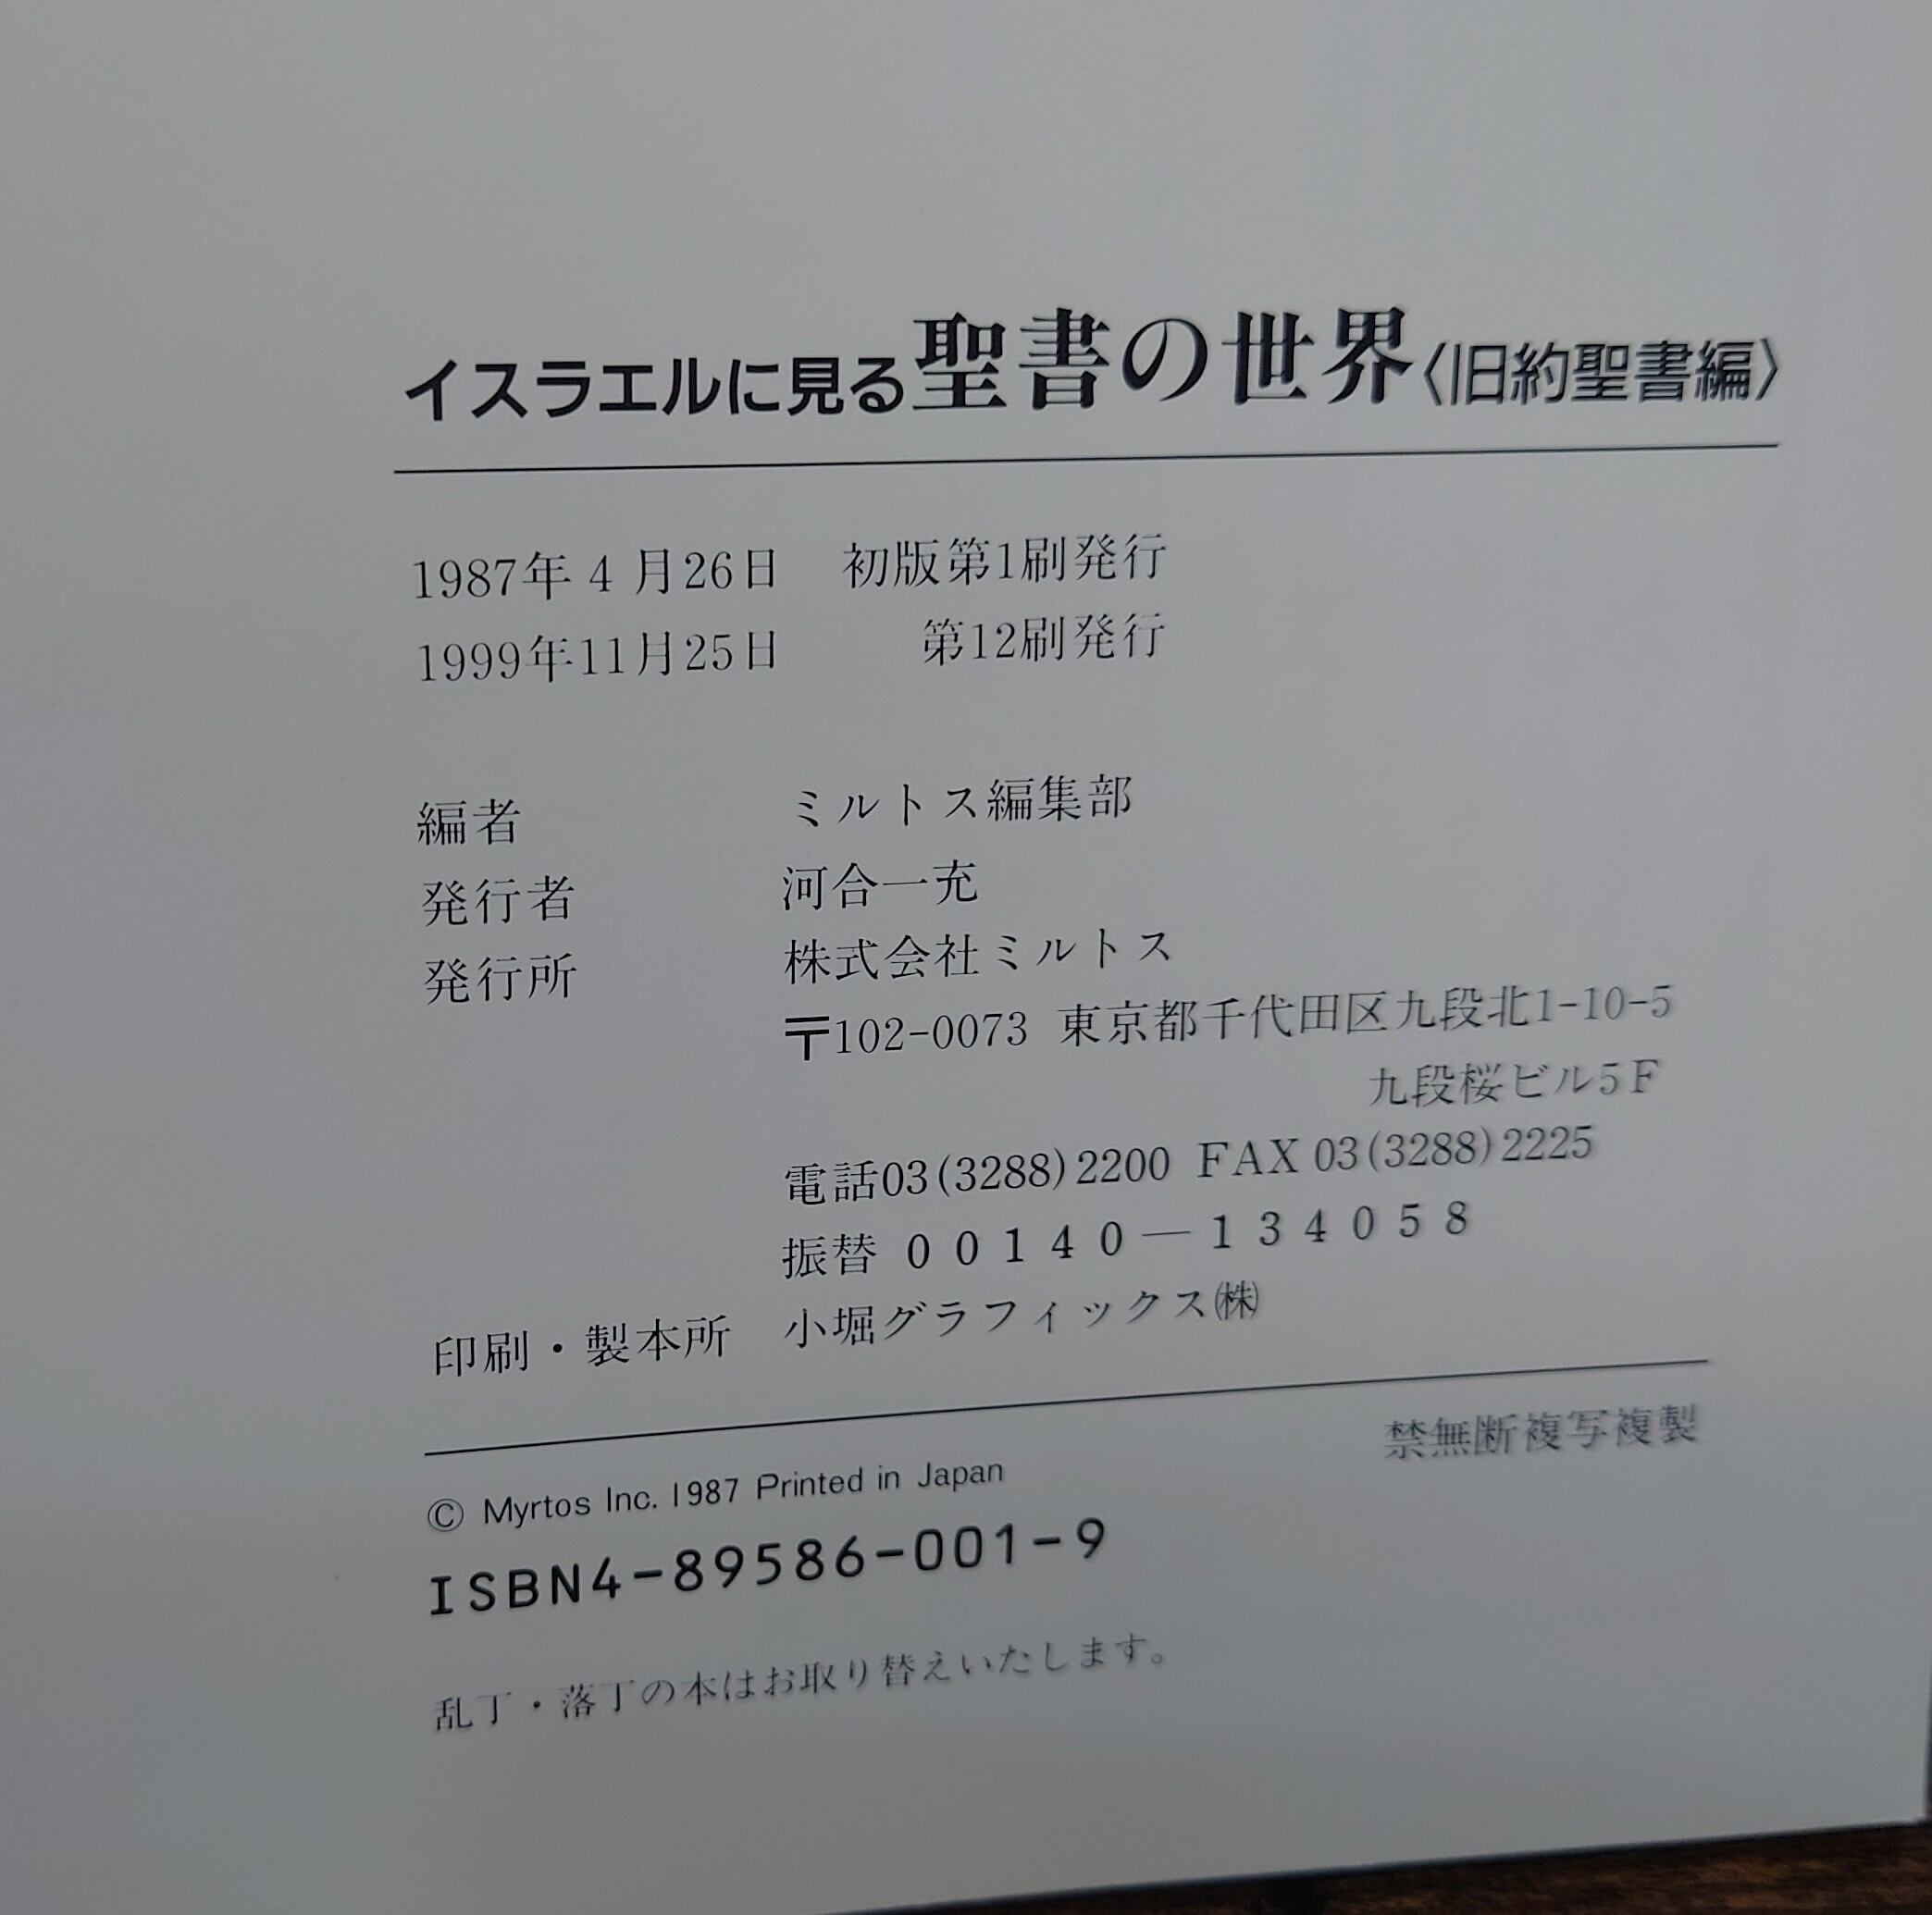 イスラエルに見る聖書の世界〈旧約聖書編〉
1987年4月26日 初版第1刷発行
1999年11月25日 第12刷発行
編者 ミルトス編集部
発行者 河合一充
発行所 株式会社ミルトス
〒102-0073 東京都千代田区九段北1-10-5
九段桜ビル5F
電話03(3288)2200 FAX 03(3288)2225
振替 00140―134058
印刷・製本所 小堀グラフィックス㈱
禁無断複写複製
© Myrtos Inc. 1987 Printed in Japan
ISBN4-89586-001-9
乱丁・落丁の本はお取り替えいたします。